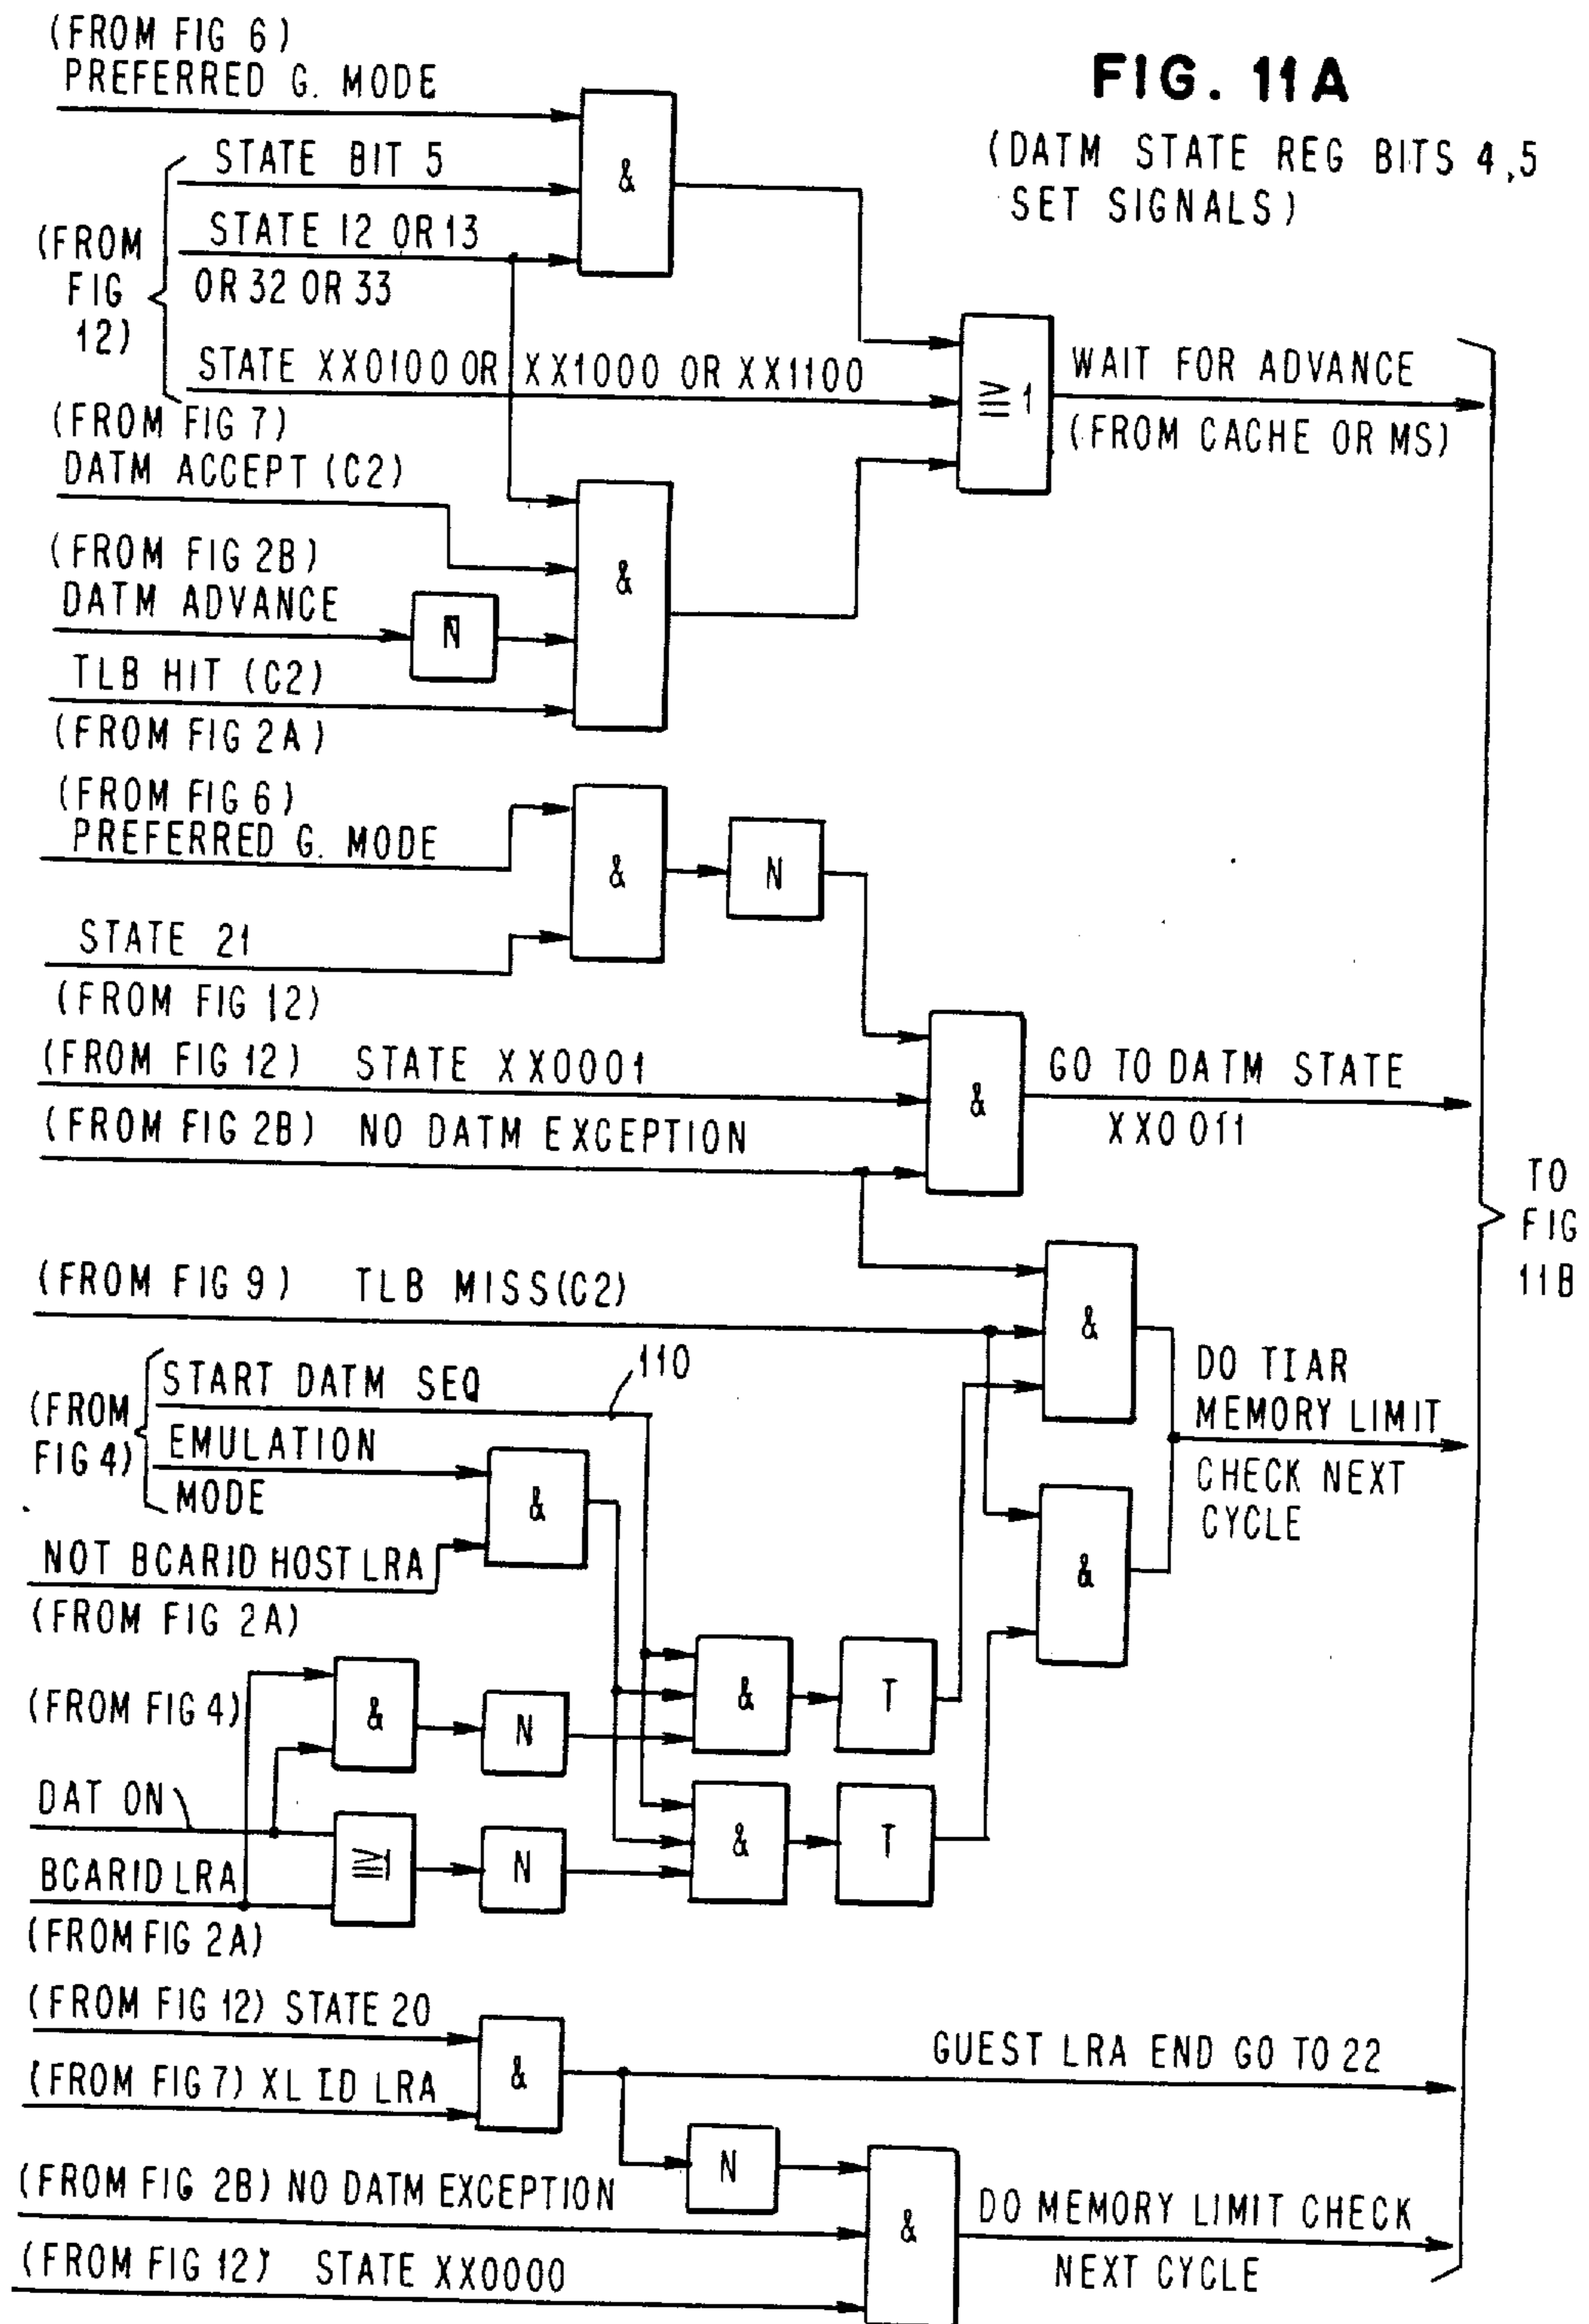 (FROM FIG 6)
PREFERRED G. MODE
FIG. 11A
(DATM STATE REG BITS 4,5
SET SIGNALS)
STATE BIT 5
&
(FROM
FIG
12)
STATE 12 OR 13
OR 32 OR 33
STATE XX0100 OR XX1000 OR XX1100
≧1
WAIT FOR ADVANCE
(FROM CACHE OR MS)
(FROM FIG 7)
DATM ACCEPT (C2)
(FROM FIG 2B)
DATM ADVANCE
N
&
TLB HIT (C2)
(FROM FIG 2A)
(FROM FIG 6)
PREFERRED G. MODE
&
N
STATE 21
(FROM FIG 12)
(FROM FIG 12) STATE XX0001
&
GO TO DATM STATE
XX0011
(FROM FIG 2B) NO DATM EXCEPTION
TO
FIG
11B
(FROM FIG 9) TLB MISS(C2)
&
110
(FROM
FIG 4)
START DATM SEQ
EMULATION
MODE
&
DO TIAR
MEMORY LIMIT
CHECK NEXT
CYCLE
&
NOT BCARID HOST LRA
(FROM FIG 2A)
(FROM FIG 4)
&
N
&
T
DAT ON
≧1
N
&
T
BCARID LRA
(FROM FIG 2A)
(FROM FIG 12) STATE 20
&
GUEST LRA END GO TO 22
(FROM FIG 7) XL ID LRA
N
(FROM FIG 2B) NO DATM EXCEPTION
&
DO MEMORY LIMIT CHECK
NEXT CYCLE
(FROM FIG 12) STATE XX0000